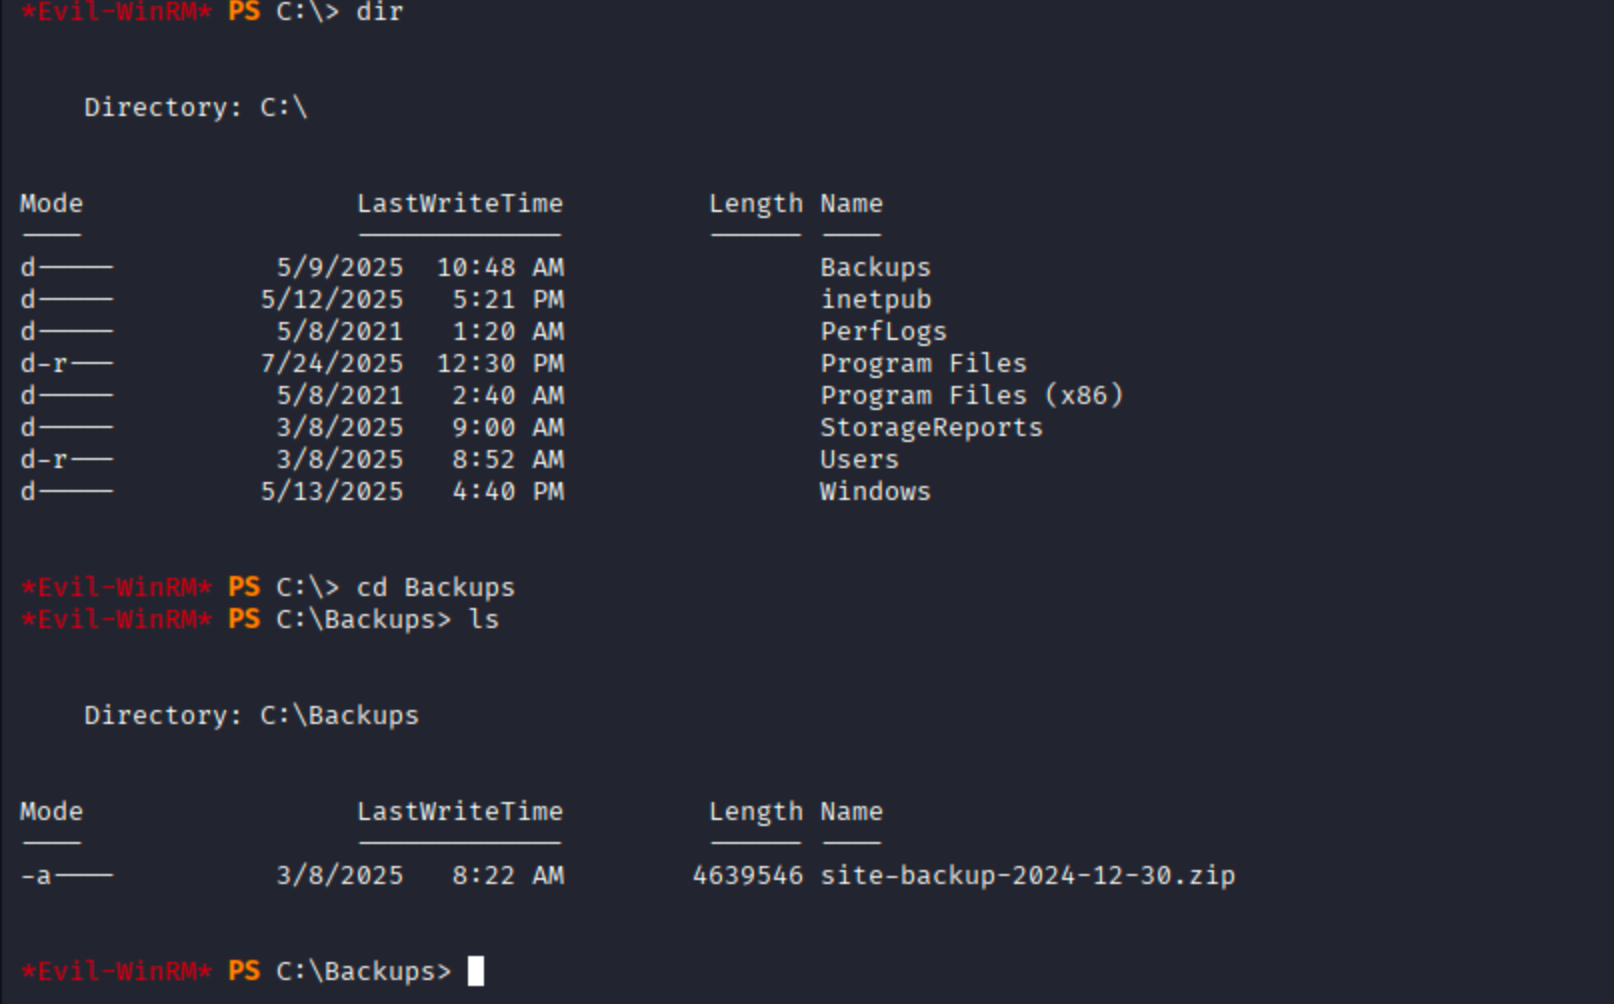 *Evil-WinRM* PS C:\> dir
Directory: C:\
Mode LastWriteTime Length Name
---- ------------- ------ ----
d----- 5/9/2025 10:48 AM Backups
d----- 5/12/2025 5:21 PM inetpub
d----- 5/8/2021 1:20 AM PerfLogs
d-r--- 7/24/2025 12:30 PM Program Files
d----- 5/8/2021 2:40 AM Program Files (x86)
d----- 3/8/2025 9:00 AM StorageReports
d-r--- 3/8/2025 8:52 AM Users
d----- 5/13/2025 4:40 PM Windows
*Evil-WinRM* PS C:\> cd Backups
*Evil-WinRM* PS C:\Backups> ls
Directory: C:\Backups
Mode LastWriteTime Length Name
---- ------------- ------ ----
-a---- 3/8/2025 8:22 AM 4639546 site-backup-2024-12-30.zip
*Evil-WinRM* PS C:\Backups>